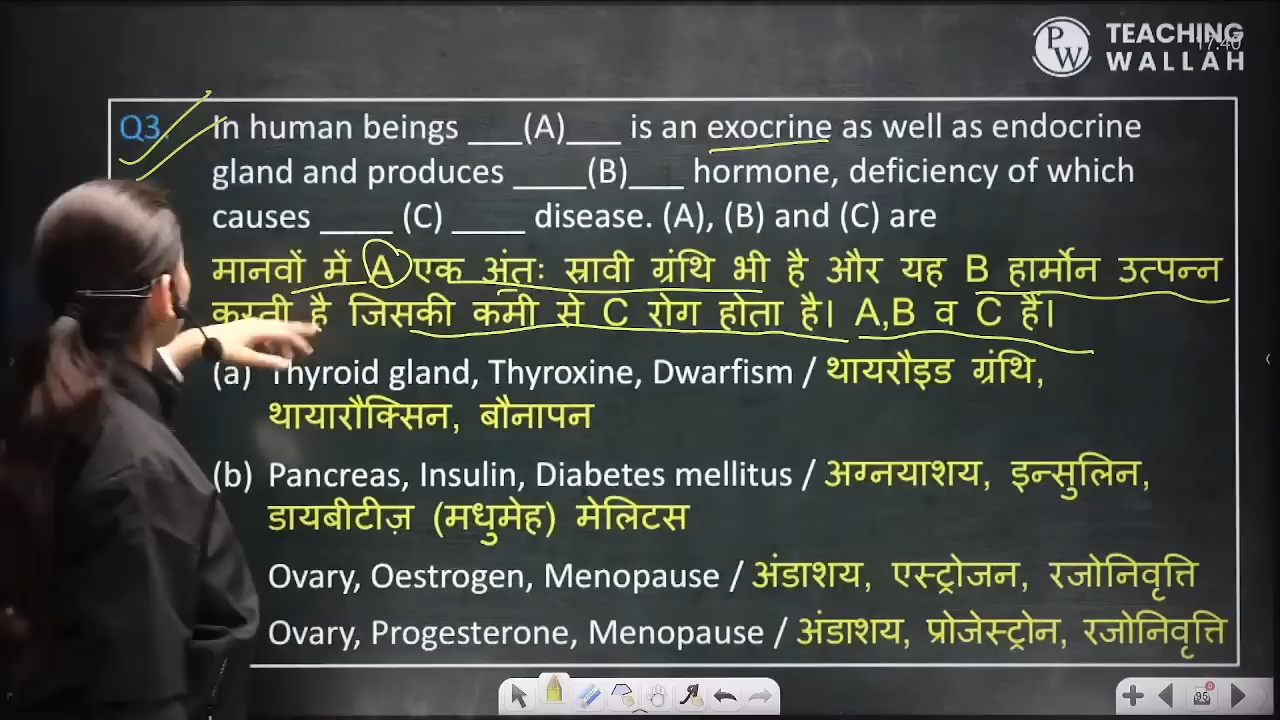 PW TEACHING
WALLAH
17:40
Q3. In human beings ___(A)___ is an exocrine as well as endocrine
gland and produces ____(B)___ hormone, deficiency of which
causes ____ (C) ____ disease. (A), (B) and (C) are
मानवों में A एक अंतः स्रावी ग्रंथि भी है और यह B हार्मोन उत्पन्न
करती है जिसकी कमी से C रोग होता है। A,B व C हैं।
(a) Thyroid gland, Thyroxine, Dwarfism / थायरौइड ग्रंथि,
थायारौक्सिन, बौनापन
(b) Pancreas, Insulin, Diabetes mellitus / अग्नयाशय, इन्सुलिन,
डायबीटीज़ (मधुमेह) मेलिटस
Ovary, Oestrogen, Menopause / अंडाशय, एस्ट्रोजन, रजोनिवृत्ति
Ovary, Progesterone, Menopause / अंडाशय, प्रोजेस्ट्रोन, रजोनिवृत्ति
95